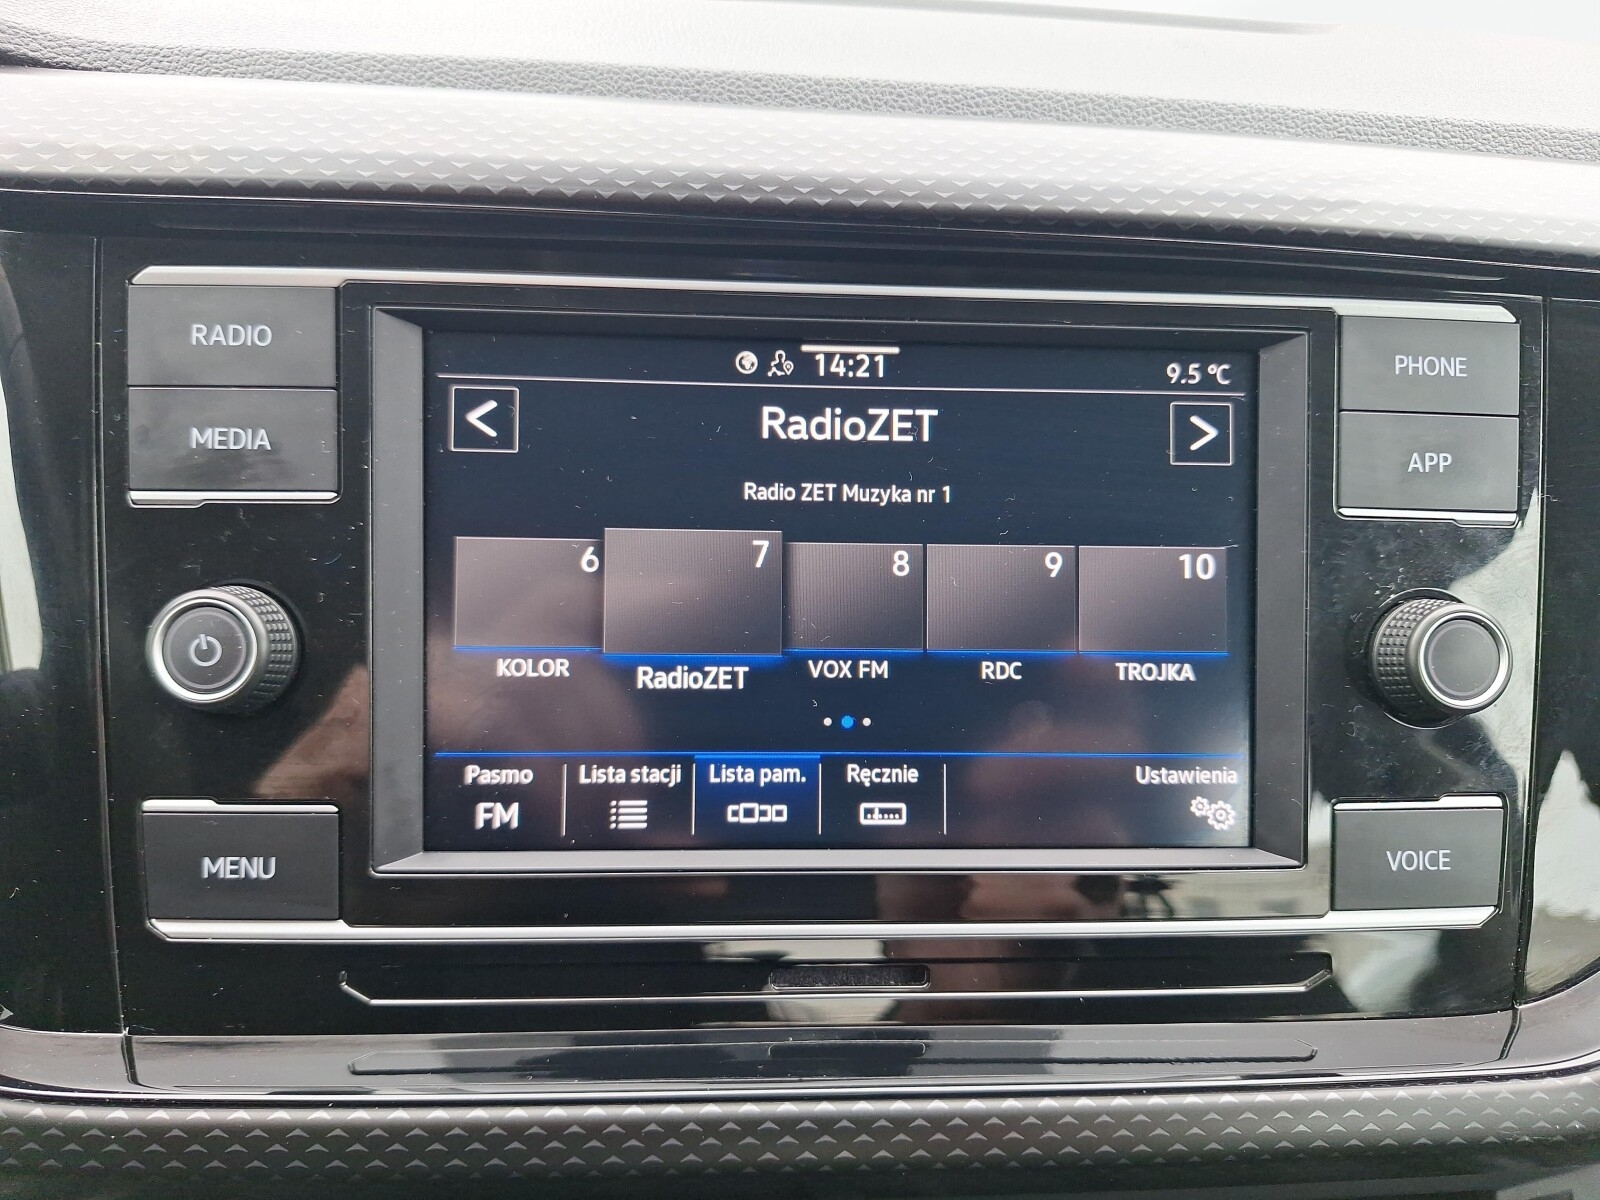 RADIO
MEDIA
MENU
14:21
9.5 °C
<
RadioZET
>
Radio ZET Muzyka nr 1
6
7
8
9
10
KOLOR
RadioZET
VOX FM
RDC
TROJKA
Pasmo
FM
Lista stacji
Lista pam.
Ręcznie
Ustawienia
PHONE
APP
VOICE